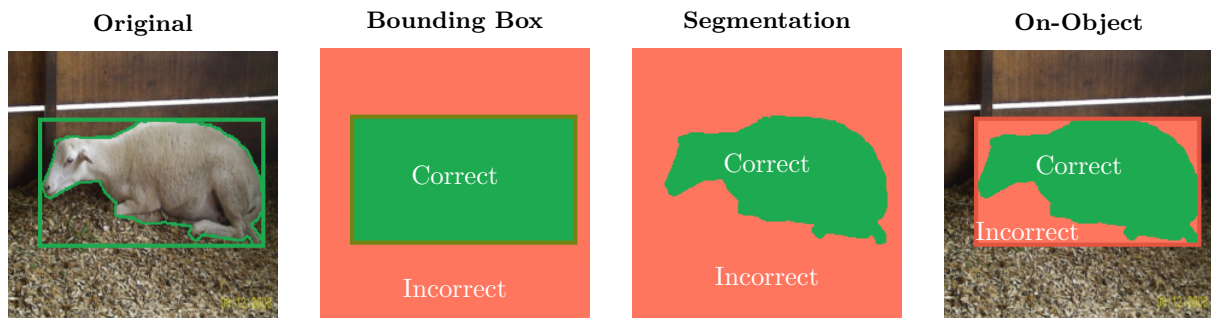 Original
Bounding Box
Segmentation
On-Object
Correct
Incorrect
Correct
Incorrect
Correct
Incorrect